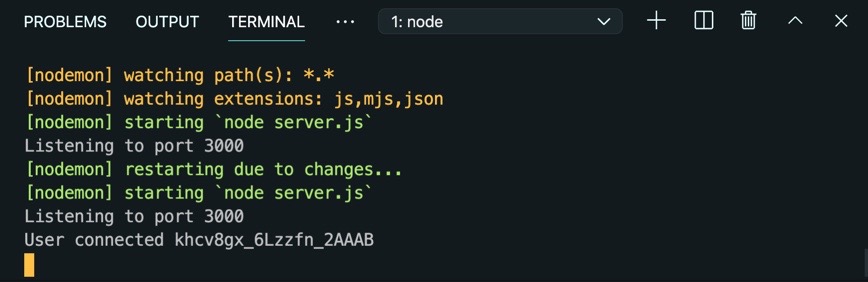 PROBLEMS OUTPUT TERMINAL ··· 1: node
[nodemon] watching path(s): *.*
[nodemon] watching extensions: js,mjs,json
[nodemon] starting `node server.js`
Listening to port 3000
[nodemon] restarting due to changes...
[nodemon] starting `node server.js`
Listening to port 3000
User connected khcv8gx_6Lzzfn_2AAAB